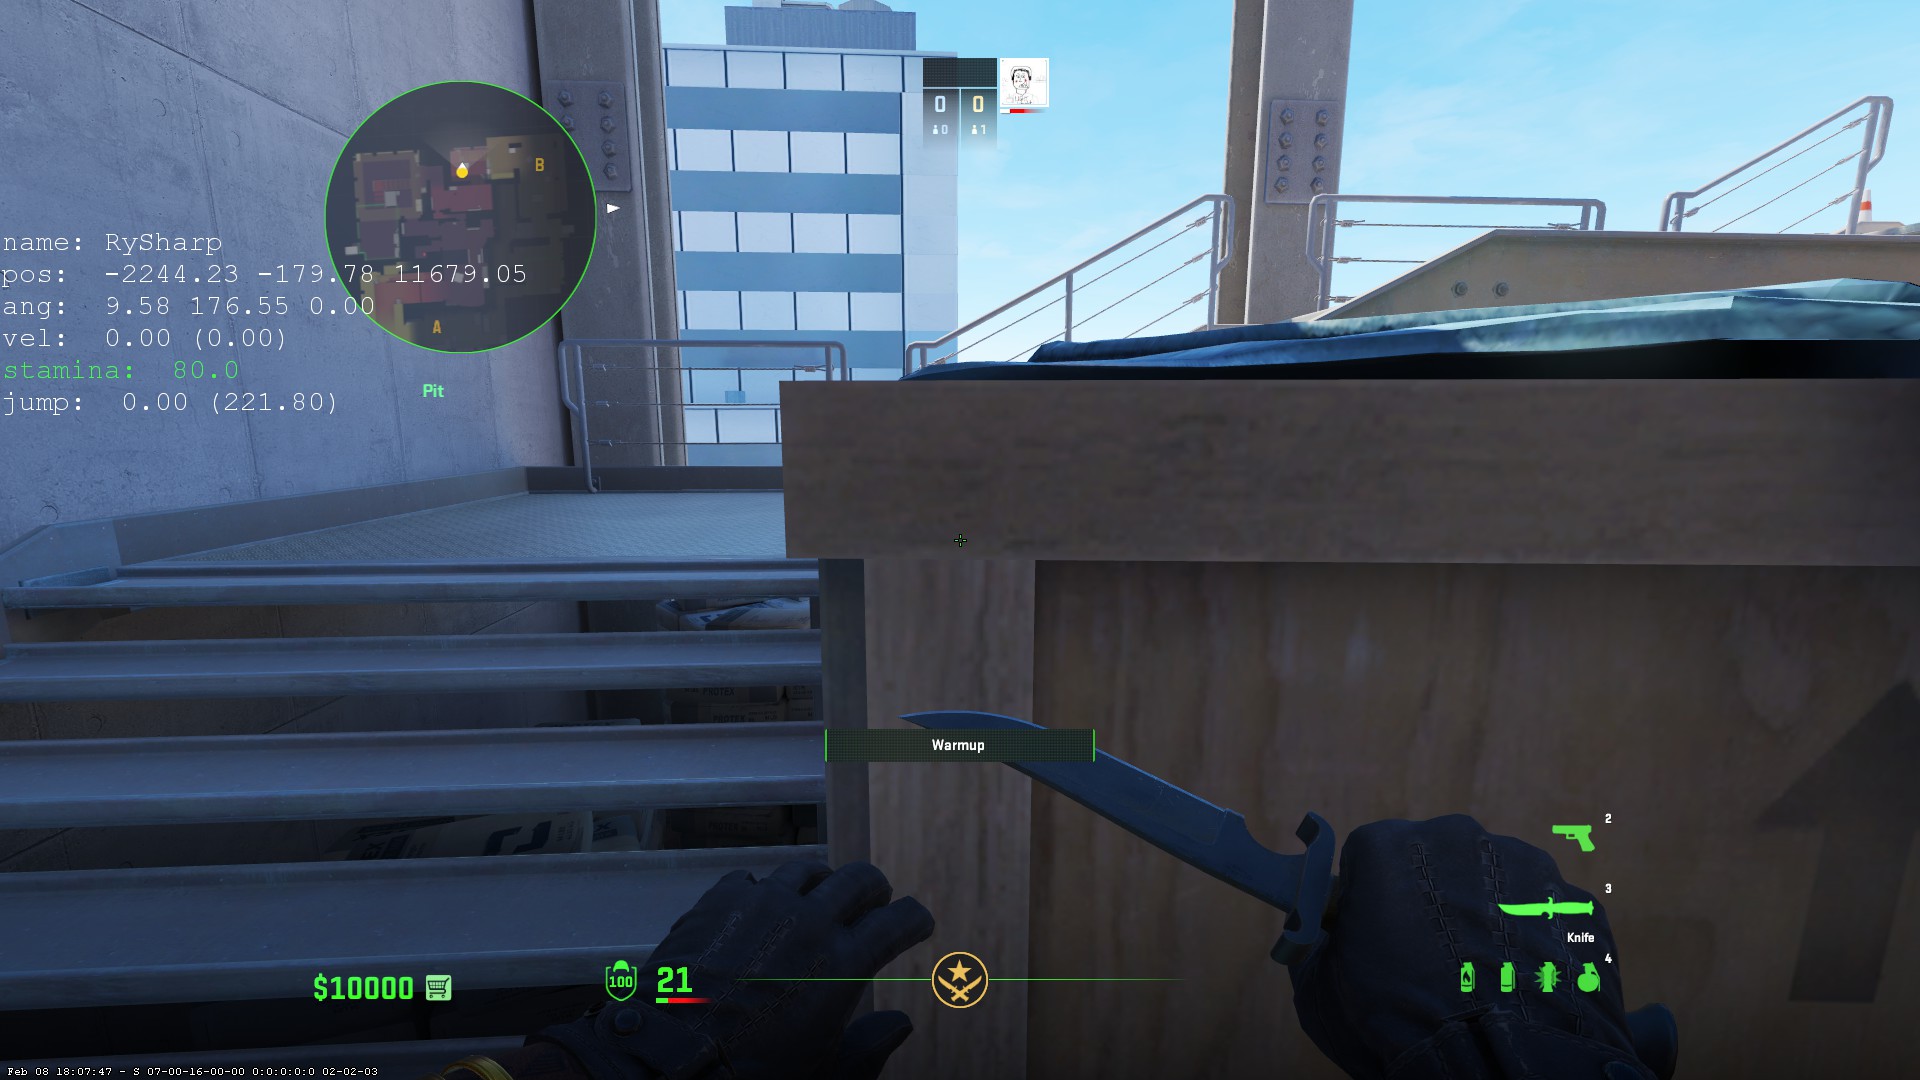 0 0
0 1
B
name: RySharp
pos: -2244.23 -179.78 11679.05
ang: 9.58 176.55 0.00
vel: 0.00 (0.00)
A
stamina: 80.0
Pit
jump: 0.00 (221.80)
PROTEX
Warmup
2
3
Knife
4
$10000
100
21
Feb 08 18:07:47 - S 07-00-16-00-00 0:0:0:0:0 02-02-03